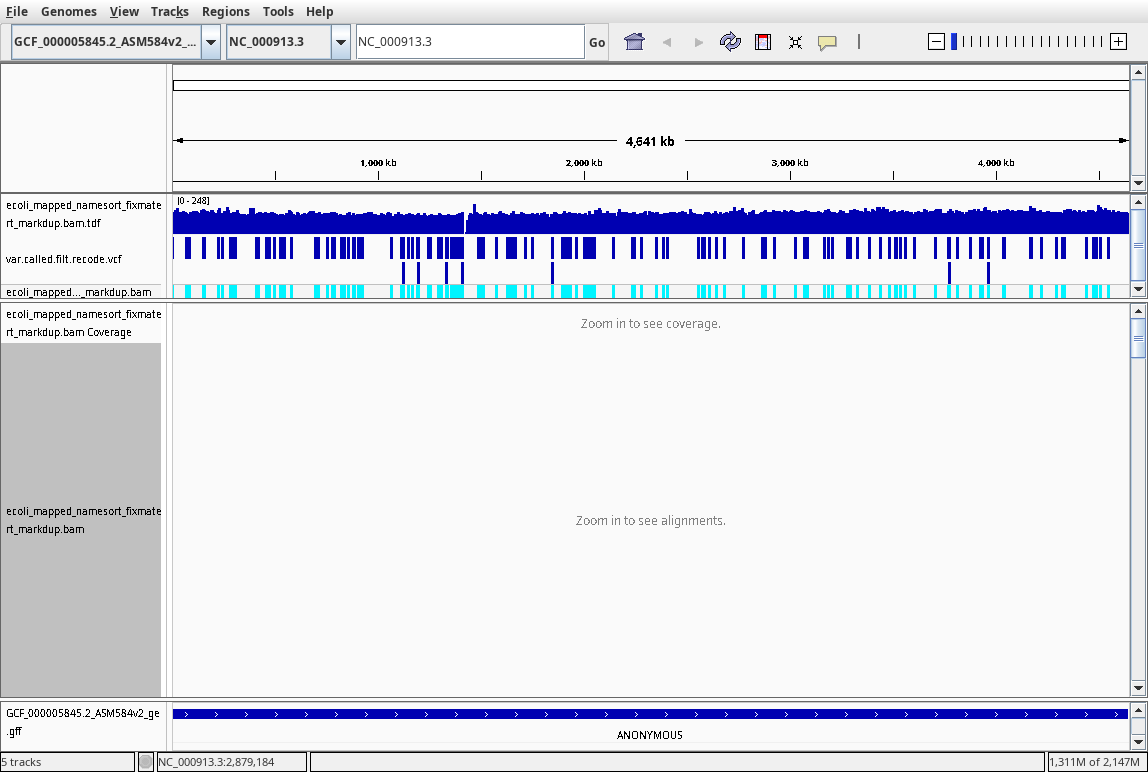 File Genomes View Tracks Regions Tools Help
GCF_000005845.2_ASM584v2_... NC_000913.3 NC_000913.3 Go
4,641 kb
1,000 kb 2,000 kb 3,000 kb 4,000 kb
[0 - 248]
ecoli_mapped_namesort_fixmate
rt_markdup.bam.tdf
var.called.filt.recode.vcf
ecoli_mapped..._markdup.bam
ecoli_mapped_namesort_fixmate
rt_markdup.bam Coverage
Zoom in to see coverage.
ecoli_mapped_namesort_fixmate
rt_markdup.bam
Zoom in to see alignments.
GCF_000005845.2_ASM584v2_ge
.gff
ANONYMOUS
5 tracks NC_000913.3:2,879,184 1,311M of 2,147M